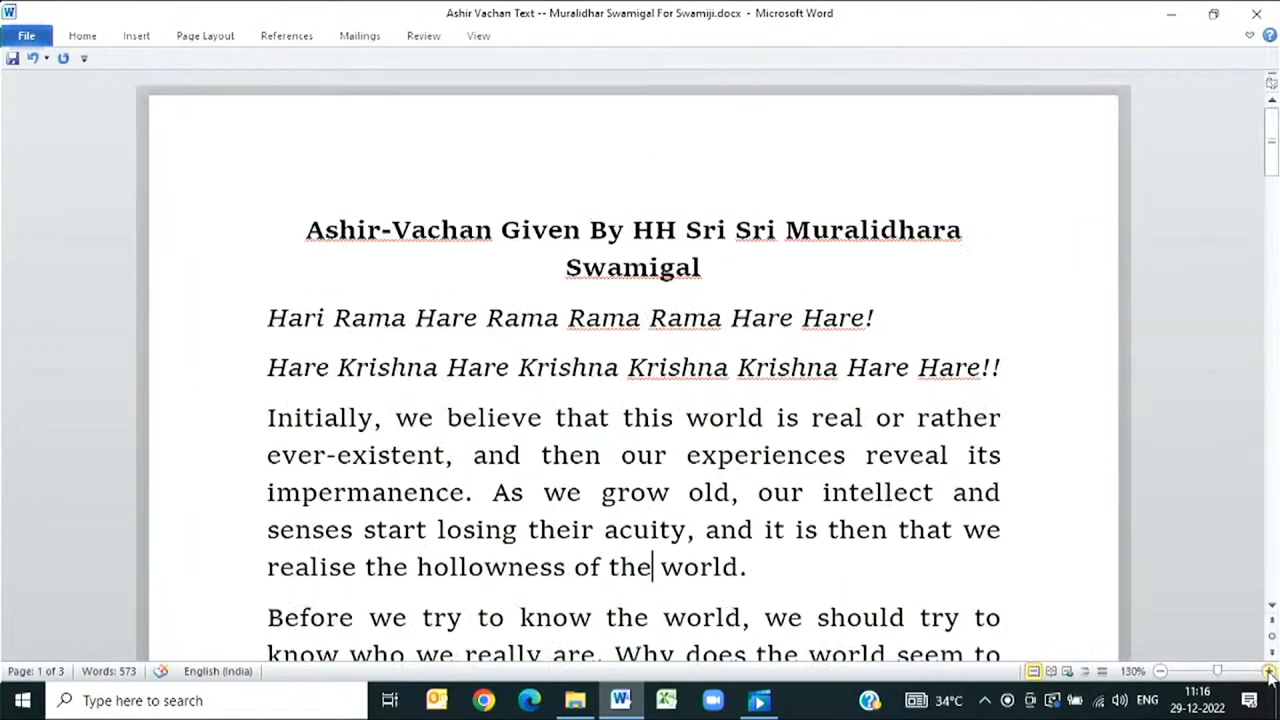 Ashir Vachan Text -- Muralidhar Swamigal For Swamiji.docx - Microsoft Word
File Home Insert Page Layout References Mailings Review View
Ashir-Vachan Given By HH Sri Sri Muralidhara
Swamigal
Hari Rama Hare Rama Rama Rama Hare Hare!
Hare Krishna Hare Krishna Krishna Krishna Hare Hare!!
Initially, we believe that this world is real or rather
ever-existent, and then our experiences reveal its
impermanence. As we grow old, our intellect and
senses start losing their acuity, and it is then that we
realise the hollowness of the world.
Before we try to know the world, we should try to
know who we really are. Why does the world seem to
Page: 1 of 3 Words: 573 English (India) 130%
Type here to search 34°C ENG 11:16
29-12-2022